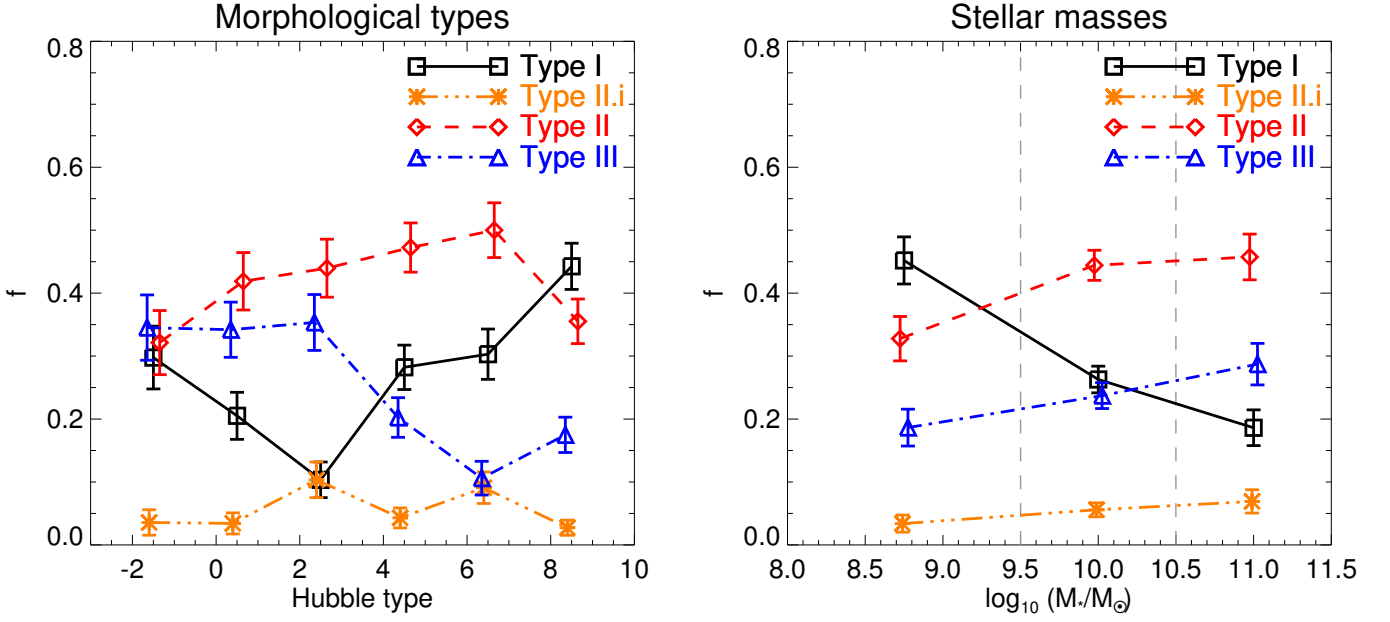 Morphological types
0.8
0.6
0.4
0.2
0.0
f
-2 0 2 4 6 8 10
Hubble type
Type I
Type II.i
Type II
Type III
Stellar masses
0.8
0.6
0.4
0.2
0.0
f
8.0 8.5 9.0 9.5 10.0 10.5 11.0 11.5
log₁₀ (M*/M☉)
Type I
Type II.i
Type II
Type III